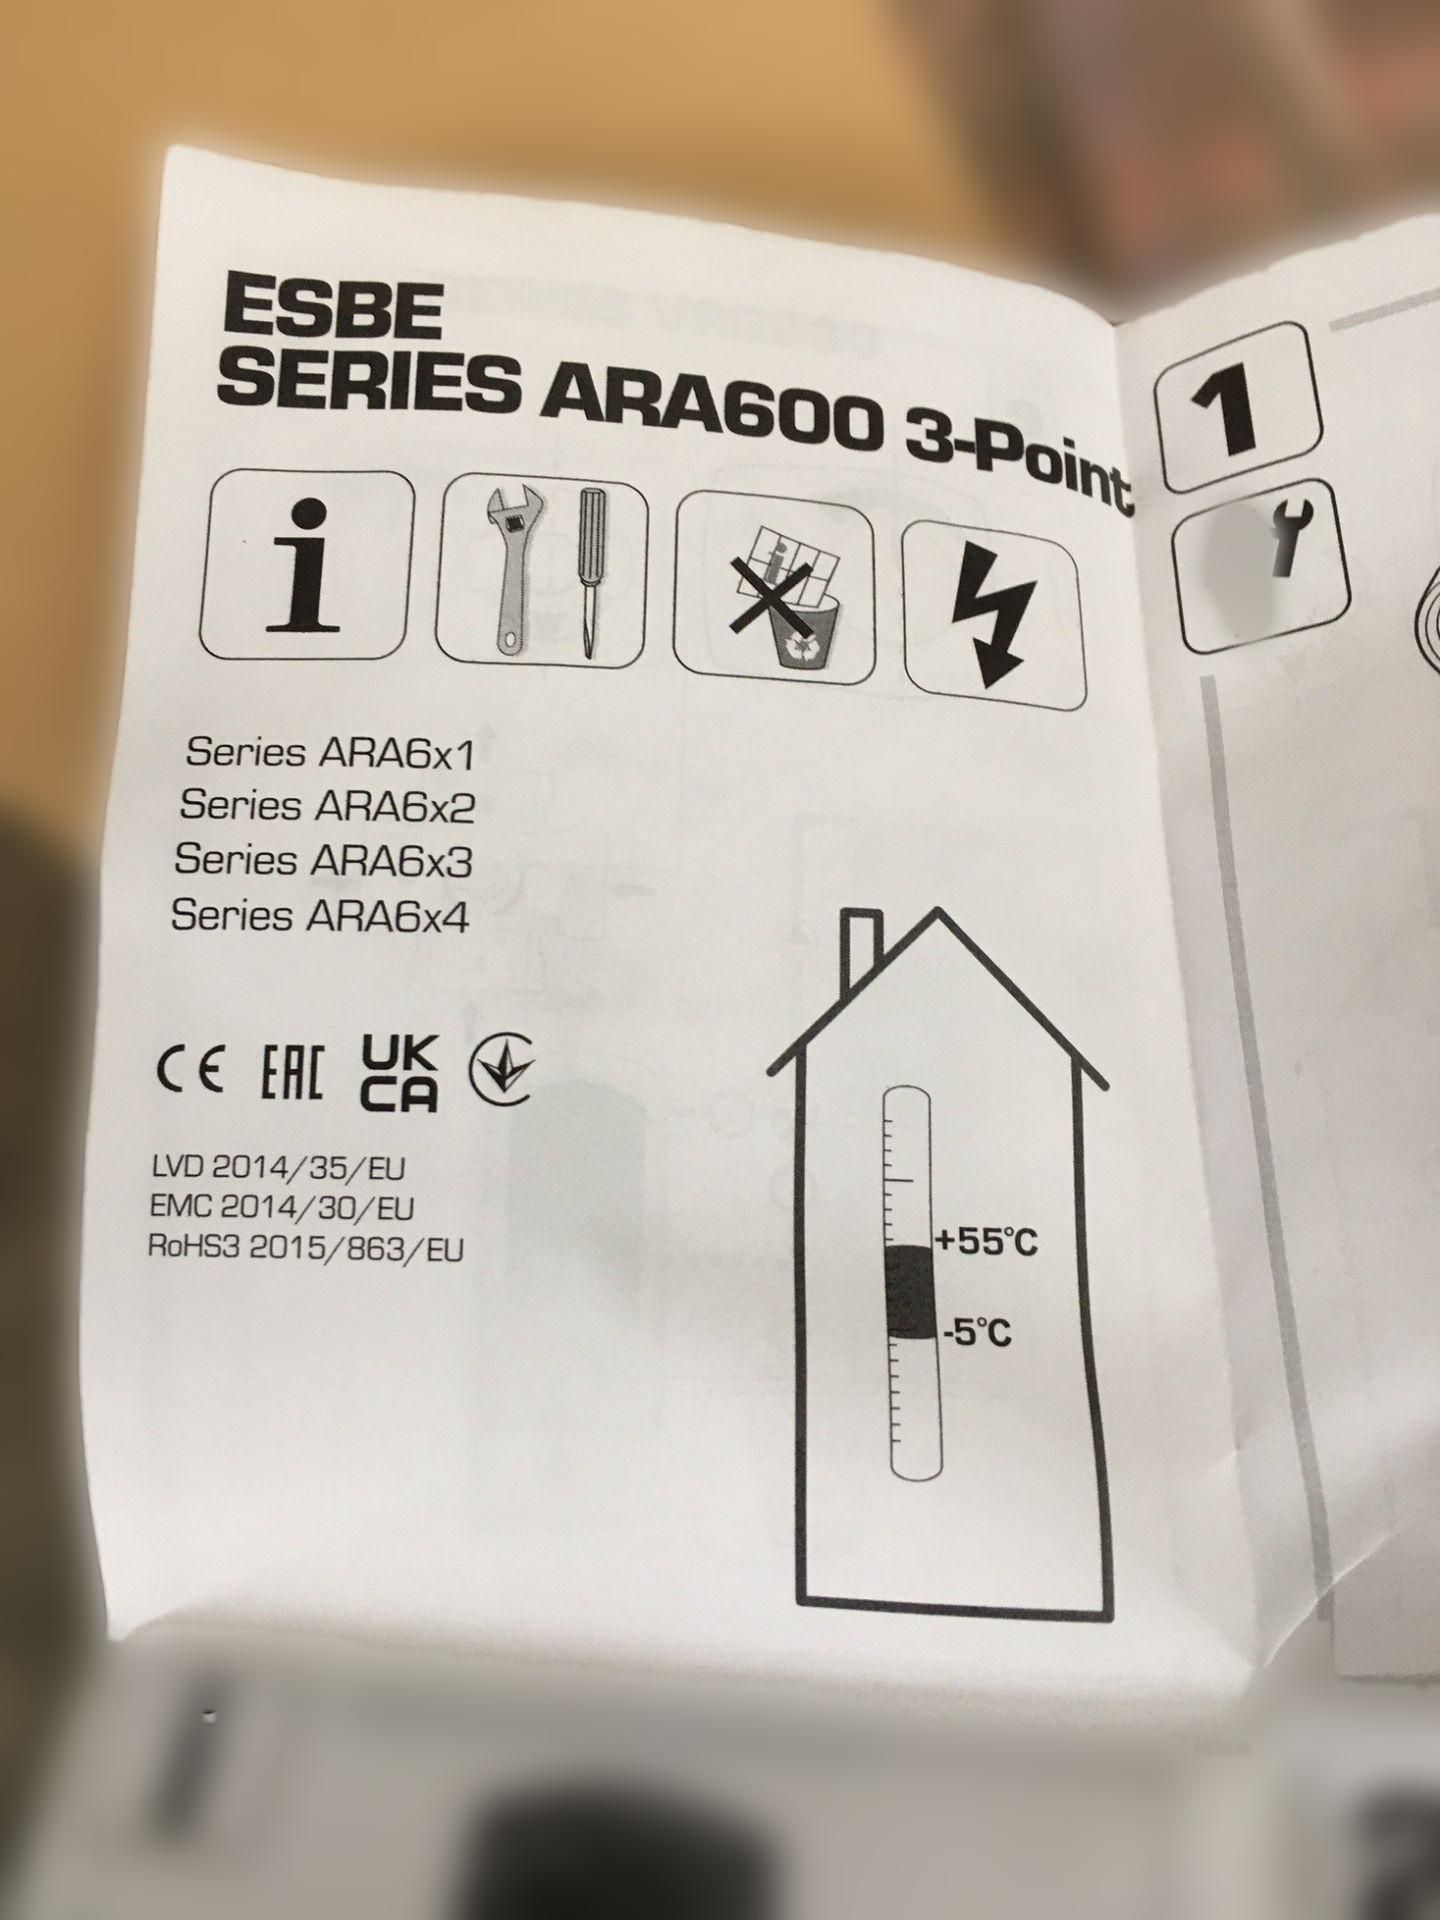 ESBE
SERIES ARA600 3-Point
i
Series ARA6x1
Series ARA6x2
Series ARA6x3
Series ARA6x4
CE EAC UK CA
LVD 2014/35/EU
EMC 2014/30/EU
RoHS3 2015/863/EU
+55°C
-5°C
1